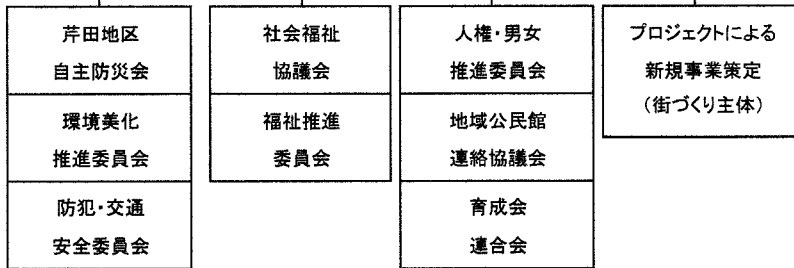 芹田地区
自主防災会
環境美化
推進委員会
防犯・交通
安全委員会
社会福祉
協議会
福祉推進
委員会
人権・男女
推進委員会
地域公民館
連絡協議会
育成会
連合会
プロジェクトによる
新規事業策定
（街づくり主体）